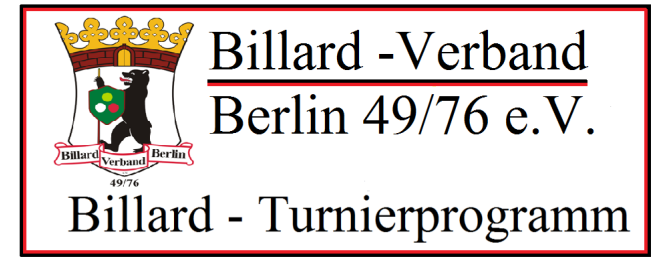 Billard -Verband
Berlin 49/76 e.V.
Billard Verband Berlin
49/76
Billard - Turnierprogramm